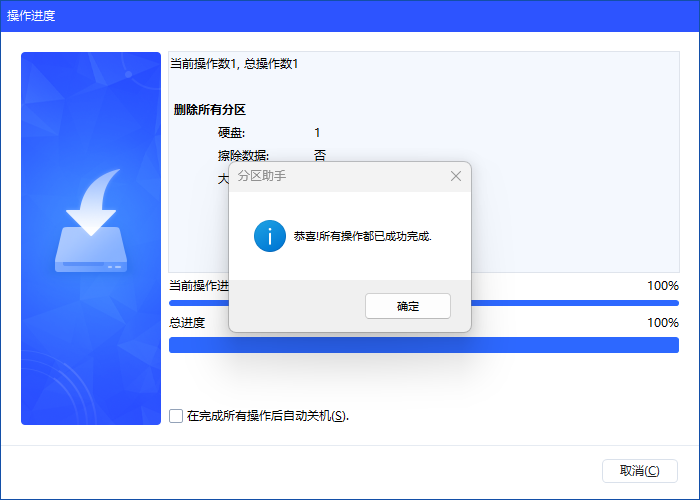 操作进度
当前操作数1, 总操作数1
删除所有分区
硬盘: 1
擦除数据: 否
分区助手
恭喜!所有操作都已成功完成.
确定
当前操作进 100%
总进度 100%
在完成所有操作后自动关机(S).
取消(C)